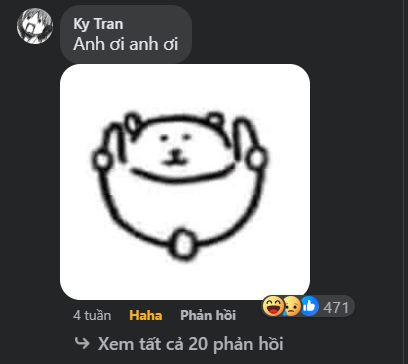 Ky Tran
Anh ơi anh ơi
4 tuần Haha Phản hồi 471
Xem tất cả 20 phản hồi